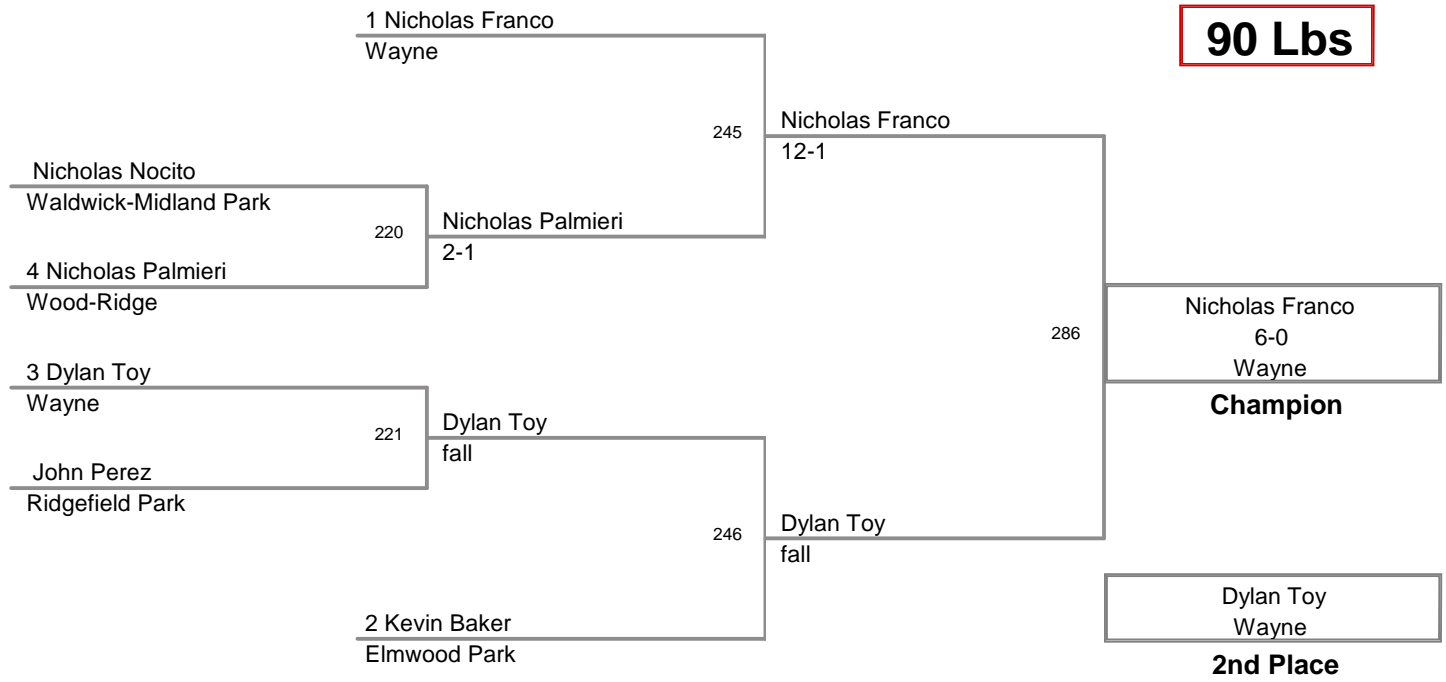 1 Nicholas Franco
Wayne
90 Lbs
245
Nicholas Franco
12-1
Nicholas Nocito
Waldwick-Midland Park
220
Nicholas Palmieri
2-1
4 Nicholas Palmieri
Wood-Ridge
286
Nicholas Franco
6-0
Wayne
Champion
3 Dylan Toy
Wayne
221
Dylan Toy
fall
John Perez
Ridgefield Park
246
Dylan Toy
fall
2 Kevin Baker
Elmwood Park
Dylan Toy
Wayne
2nd Place